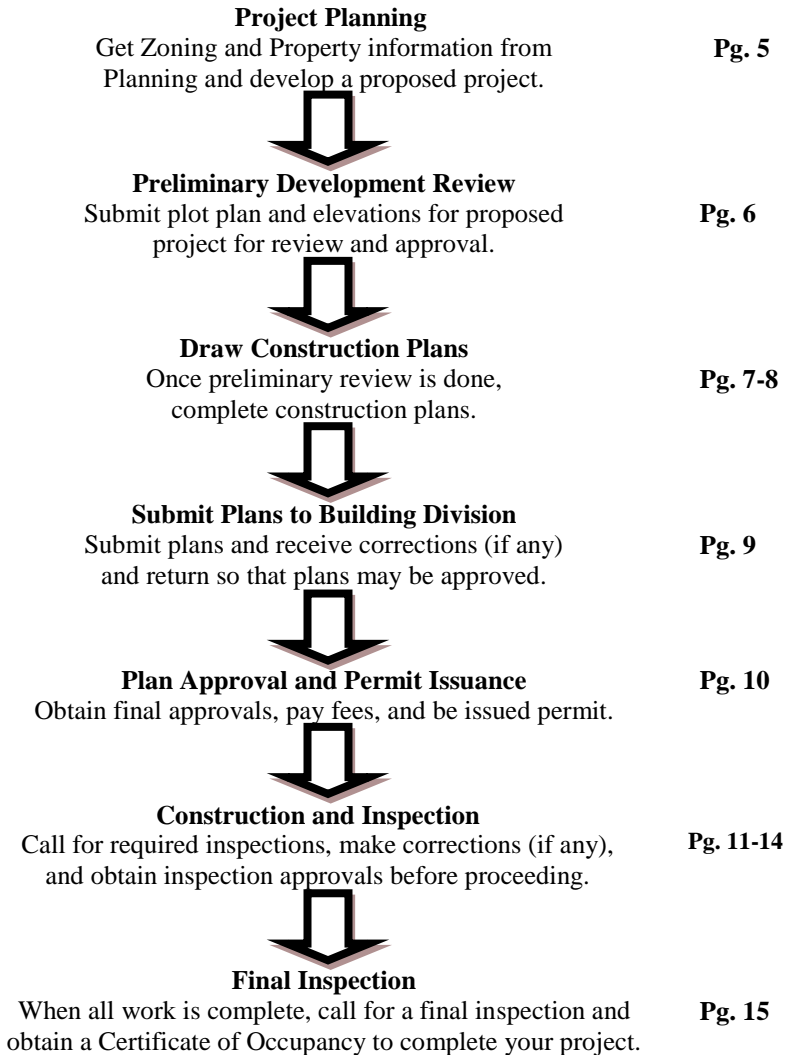 Project Planning
Get Zoning and Property information from
Pg. 5
Planning and develop a proposed project.
Preliminary Development Review
Submit plot plan and elevations for proposed
Pg. 6
project for review and approval.
Draw Construction Plans
Once preliminary review is done,
Pg. 7-8
complete construction plans.
Submit Plans to Building Division
Submit plans and receive corrections (if any)
Pg. 9
and return so that plans may be approved.
Plan Approval and Permit Issuance
Pg. 10
Obtain final approvals, pay fees, and be issued permit.
Construction and Inspection
Call for required inspections, make corrections (if any),
Pg. 11-14
and obtain inspection approvals before proceeding.
Final Inspection
When all work is complete, call for a final inspection and
Pg. 15
obtain a Certificate of Occupancy to complete your project.